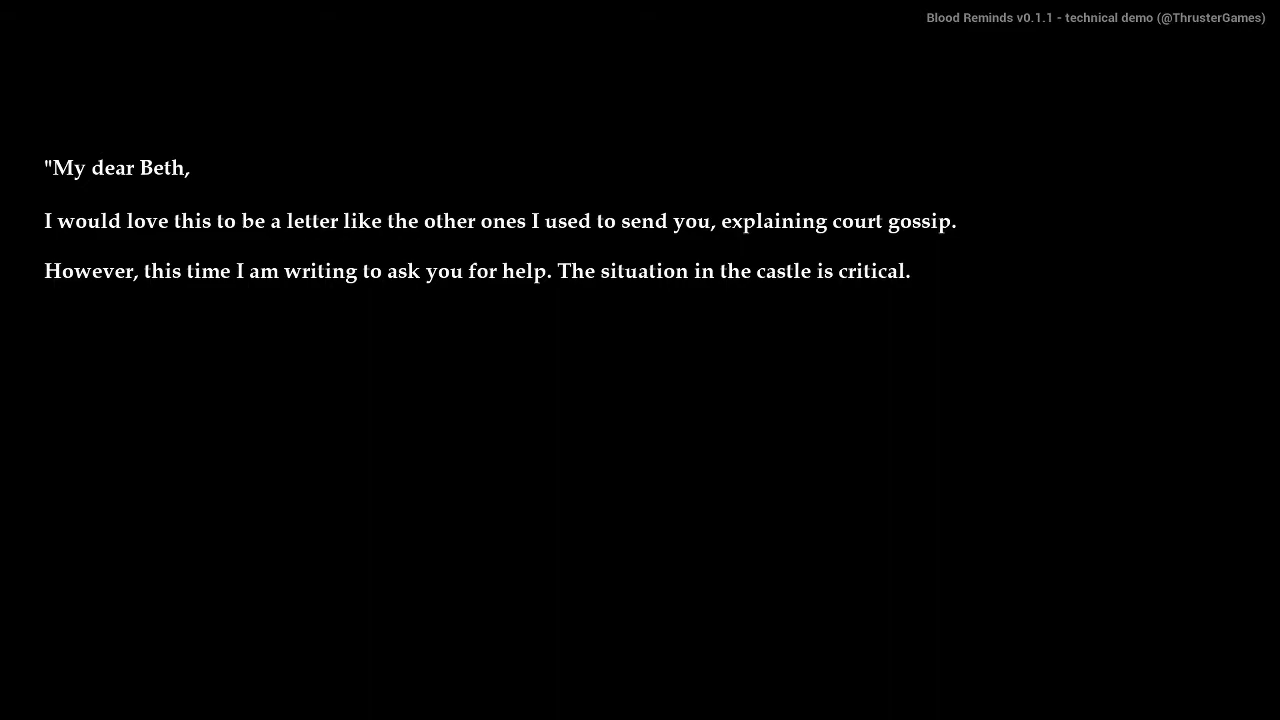 Blood Reminds v0.1.1 - technical demo (@ThrusterGames)
"My dear Beth,
I would love this to be a letter like the other ones I used to send you, explaining court gossip.
However, this time I am writing to ask you for help. The situation in the castle is critical.